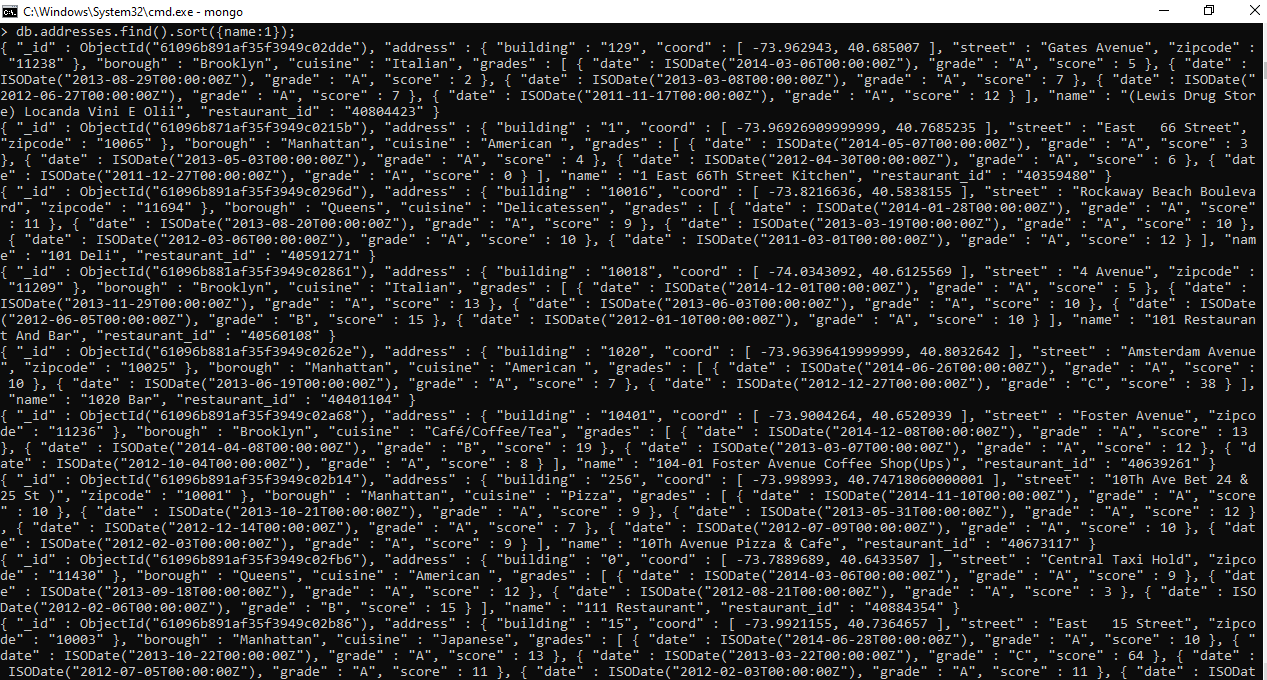 C:\Windows\System32\cmd.exe - mongo
> db.addresses.find().sort({name:1});
{ "_id" : ObjectId("61096b891af35f3949c02dde"), "address" : { "building" : "129", "coord" : [ -73.962943, 40.685007 ], "street" : "Gates Avenue", "zipcode" :
"11238" }, "borough" : "Brooklyn", "cuisine" : "Italian", "grades" : [ { "date" : ISODate("2014-03-06T00:00:00Z"), "grade" : "A", "score" : 5 }, { "date" :
ISODate("2013-08-29T00:00:00Z"), "grade" : "A", "score" : 2 }, { "date" : ISODate("2013-03-08T00:00:00Z"), "grade" : "A", "score" : 7 }, { "date" : ISODate("
2012-06-27T00:00:00Z"), "grade" : "A", "score" : 7 }, { "date" : ISODate("2011-11-17T00:00:00Z"), "grade" : "A", "score" : 12 } ], "name" : "(Lewis Drug Stor
e) Locanda Vini E Olii", "restaurant_id" : "40804423" }
{ "_id" : ObjectId("61096b871af35f3949c0215b"), "address" : { "building" : "1", "coord" : [ -73.96926909999999, 40.7685235 ], "street" : "East   66 Street",
"zipcode" : "10065" }, "borough" : "Manhattan", "cuisine" : "American ", "grades" : [ { "date" : ISODate("2014-05-07T00:00:00Z"), "grade" : "A", "score" : 3
}, { "date" : ISODate("2013-05-03T00:00:00Z"), "grade" : "A", "score" : 4 }, { "date" : ISODate("2012-04-30T00:00:00Z"), "grade" : "A", "score" : 6 }, { "dat
e" : ISODate("2011-12-27T00:00:00Z"), "grade" : "A", "score" : 0 } ], "name" : "1 East 66Th Street Kitchen", "restaurant_id" : "40359480" }
{ "_id" : ObjectId("61096b881af35f3949c0296d"), "address" : { "building" : "10016", "coord" : [ -73.8216636, 40.5838155 ], "street" : "Rockaway Beach Bouleva
rd", "zipcode" : "11694" }, "borough" : "Queens", "cuisine" : "Delicatessen", "grades" : [ { "date" : ISODate("2014-01-28T00:00:00Z"), "grade" : "A", "score"
: 11 }, { "date" : ISODate("2013-08-20T00:00:00Z"), "grade" : "A", "score" : 9 }, { "date" : ISODate("2013-03-19T00:00:00Z"), "grade" : "A", "score" : 10 },
{ "date" : ISODate("2012-03-06T00:00:00Z"), "grade" : "A", "score" : 10 }, { "date" : ISODate("2011-03-01T00:00:00Z"), "grade" : "A", "score" : 12 } ], "nam
e" : "101 Deli", "restaurant_id" : "40591271" }
{ "_id" : ObjectId("61096b881af35f3949c02861"), "address" : { "building" : "10018", "coord" : [ -74.0343092, 40.6125569 ], "street" : "4 Avenue", "zipcode" :
"11209" }, "borough" : "Brooklyn", "cuisine" : "Italian", "grades" : [ { "date" : ISODate("2014-12-01T00:00:00Z"), "grade" : "A", "score" : 5 }, { "date" :
ISODate("2013-11-29T00:00:00Z"), "grade" : "A", "score" : 13 }, { "date" : ISODate("2013-06-03T00:00:00Z"), "grade" : "A", "score" : 10 }, { "date" : ISODate
("2012-06-05T00:00:00Z"), "grade" : "B", "score" : 15 }, { "date" : ISODate("2012-01-10T00:00:00Z"), "grade" : "A", "score" : 10 } ], "name" : "101 Restauran
t And Bar", "restaurant_id" : "40560108" }
{ "_id" : ObjectId("61096b881af35f3949c0262e"), "address" : { "building" : "1020", "coord" : [ -73.96396419999999, 40.8032642 ], "street" : "Amsterdam Avenue
", "zipcode" : "10025" }, "borough" : "Manhattan", "cuisine" : "American ", "grades" : [ { "date" : ISODate("2014-06-26T00:00:00Z"), "grade" : "A", "score" :
10 }, { "date" : ISODate("2013-06-19T00:00:00Z"), "grade" : "A", "score" : 7 }, { "date" : ISODate("2012-12-27T00:00:00Z"), "grade" : "C", "score" : 38 } ],
"name" : "1020 Bar", "restaurant_id" : "40401104" }
{ "_id" : ObjectId("61096b881af35f3949c02a68"), "address" : { "building" : "10401", "coord" : [ -73.9004264, 40.6520939 ], "street" : "Foster Avenue", "zipco
de" : "11236" }, "borough" : "Brooklyn", "cuisine" : "Café/Coffee/Tea", "grades" : [ { "date" : ISODate("2014-12-08T00:00:00Z"), "grade" : "A", "score" : 13
}, { "date" : ISODate("2014-04-08T00:00:00Z"), "grade" : "B", "score" : 19 }, { "date" : ISODate("2013-03-07T00:00:00Z"), "grade" : "A", "score" : 12 }, { "d
ate" : ISODate("2012-10-04T00:00:00Z"), "grade" : "A", "score" : 8 } ], "name" : "104-01 Foster Avenue Coffee Shop(Ups)", "restaurant_id" : "40639261" }
{ "_id" : ObjectId("61096b881af35f3949c02b14"), "address" : { "building" : "256", "coord" : [ -73.998993, 40.74718060000001 ], "street" : "10Th Ave Bet 24 &
25 St )", "zipcode" : "10001" }, "borough" : "Manhattan", "cuisine" : "Pizza", "grades" : [ { "date" : ISODate("2014-11-10T00:00:00Z"), "grade" : "A", "score
" : 10 }, { "date" : ISODate("2013-10-21T00:00:00Z"), "grade" : "A", "score" : 9 }, { "date" : ISODate("2013-05-31T00:00:00Z"), "grade" : "A", "score" : 12 }
, { "date" : ISODate("2012-12-14T00:00:00Z"), "grade" : "A", "score" : 7 }, { "date" : ISODate("2012-07-09T00:00:00Z"), "grade" : "A", "score" : 10 }, { "dat
e" : ISODate("2012-02-03T00:00:00Z"), "grade" : "A", "score" : 9 } ], "name" : "10Th Avenue Pizza & Cafe", "restaurant_id" : "40673117" }
{ "_id" : ObjectId("61096b881af35f3949c02fb6"), "address" : { "building" : "0", "coord" : [ -73.7889689, 40.6433507 ], "street" : "Central Taxi Hold", "zipco
de" : "11430" }, "borough" : "Queens", "cuisine" : "American ", "grades" : [ { "date" : ISODate("2014-03-06T00:00:00Z"), "grade" : "A", "score" : 9 }, { "dat
e" : ISODate("2013-09-18T00:00:00Z"), "grade" : "A", "score" : 12 }, { "date" : ISODate("2012-08-21T00:00:00Z"), "grade" : "A", "score" : 3 }, { "date" : ISO
Date("2012-02-06T00:00:00Z"), "grade" : "B", "score" : 15 } ], "name" : "111 Restaurant", "restaurant_id" : "40884354" }
{ "_id" : ObjectId("61096b881af35f3949c02b86"), "address" : { "building" : "15", "coord" : [ -73.9921155, 40.7364657 ], "street" : "East   15 Street", "zipco
de" : "10003" }, "borough" : "Manhattan", "cuisine" : "Japanese", "grades" : [ { "date" : ISODate("2014-06-28T00:00:00Z"), "grade" : "A", "score" : 10 }, { "
date" : ISODate("2013-10-22T00:00:00Z"), "grade" : "A", "score" : 13 }, { "date" : ISODate("2013-03-22T00:00:00Z"), "grade" : "C", "score" : 64 }, { "date" :
ISODate("2012-07-05T00:00:00Z"), "grade" : "A", "score" : 11 }, { "date" : ISODate("2012-02-03T00:00:00Z"), "grade" : "A", "score" : 11 }, { "date" : ISODat